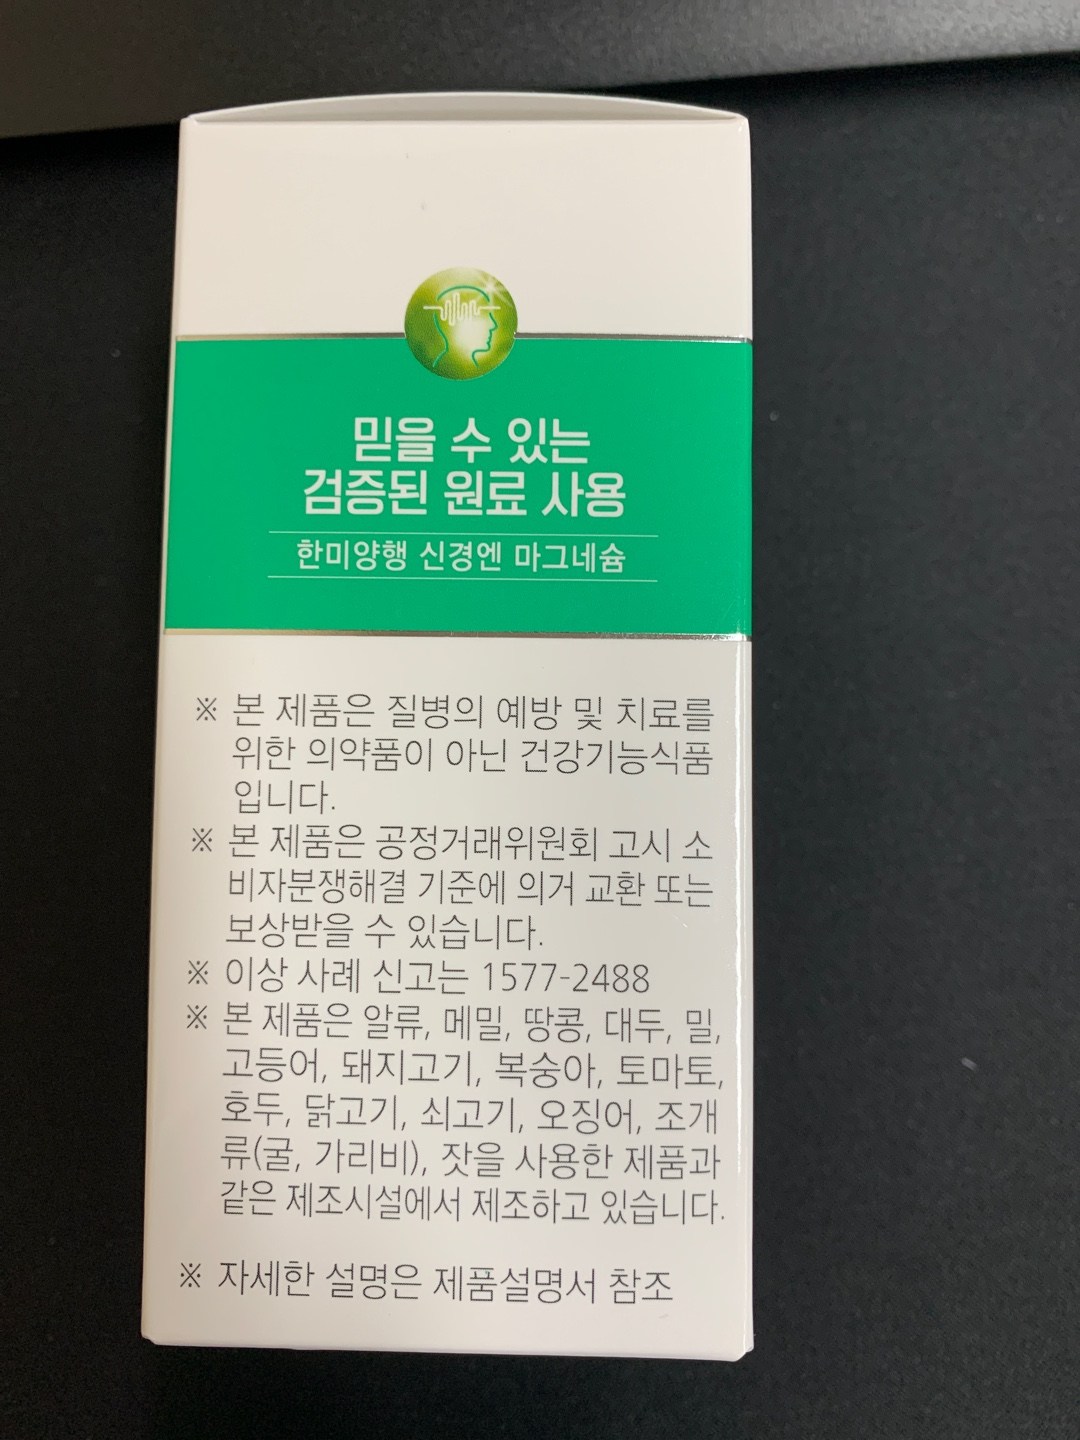 믿을 수 있는
검증된 원료 사용
한미양행 신경엔 마그네슘
※ 본 제품은 질병의 예방 및 치료를
위한 의약품이 아닌 건강기능식품
입니다.
※ 본 제품은 공정거래위원회 고시 소
비자분쟁해결 기준에 의거 교환 또는
보상받을 수 있습니다.
※ 이상 사례 신고는 1577-2488
※ 본 제품은 알류, 메밀, 땅콩, 대두, 밀,
고등어, 돼지고기, 복숭아, 토마토,
호두, 닭고기, 쇠고기, 오징어, 조개
류(굴, 가리비), 잣을 사용한 제품과
같은 제조시설에서 제조하고 있습니다.
※ 자세한 설명은 제품설명서 참조